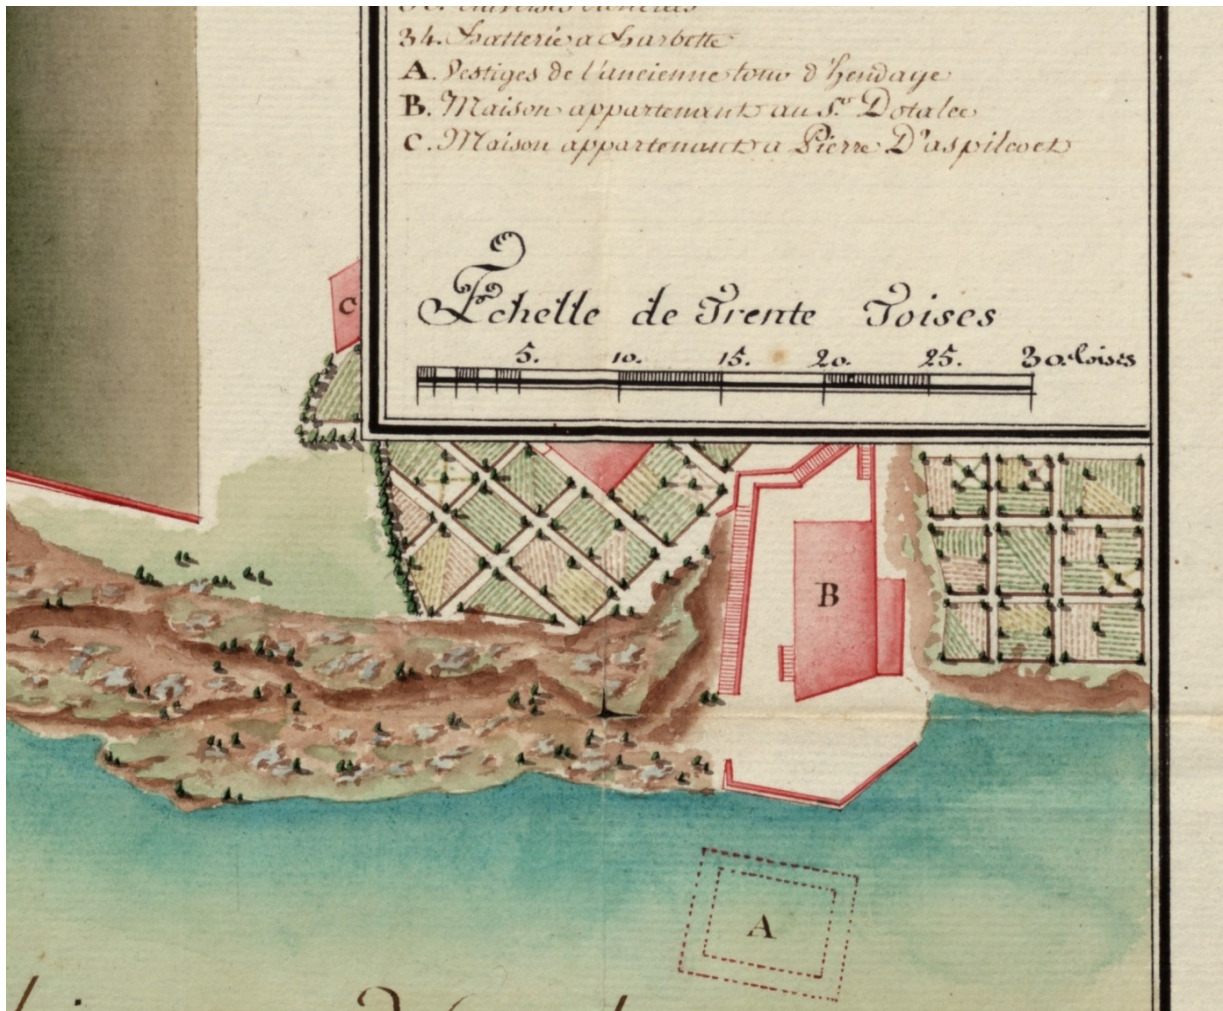 34. Batterie a Barbette
A. Vestiges de l'ancienne tour d'hendaye
B. Maison appartenant au S.r Dotalec
C. Maison appartenant a Pierre D'aspilcoet
C
Echelle de Trente Toises
5. 10. 15. 20. 25. 30. toises
B
A